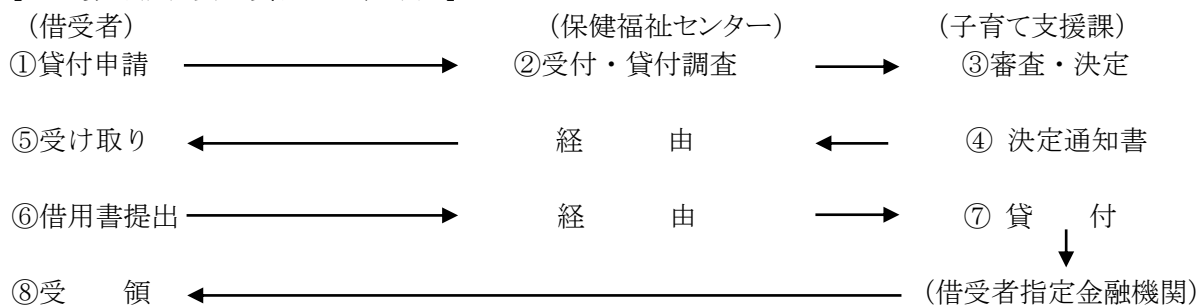 (借受者) (保健福祉センター) (子育て支援課)
①貸付申請 ②受付・貸付調査 ③審査・決定
⑤受け取り 経 由 ④ 決定通知書
⑥借用書提出 経 由 ⑦ 貸 付
⑧受 領 (借受者指定金融機関)